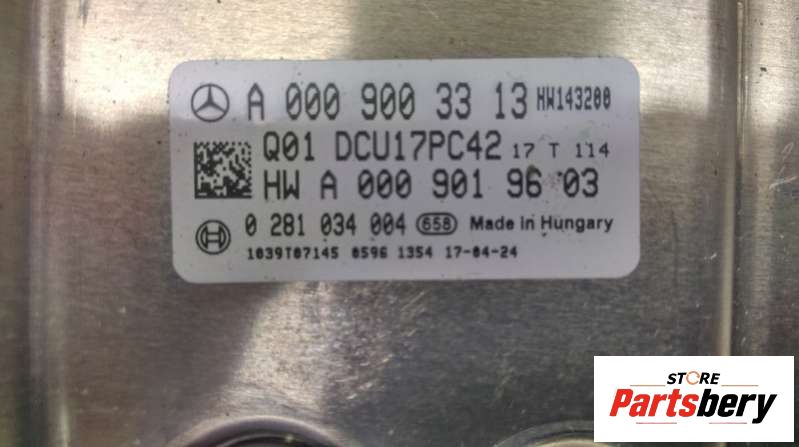 A 000 900 33 13 HW143200
Q01 DCU17PC42 17 T 114
HW A 000 901 96 03
0 281 034 004 658 Made in Hungary
1039T07145 0596 1354 17-04-24
STORE
Partsbery